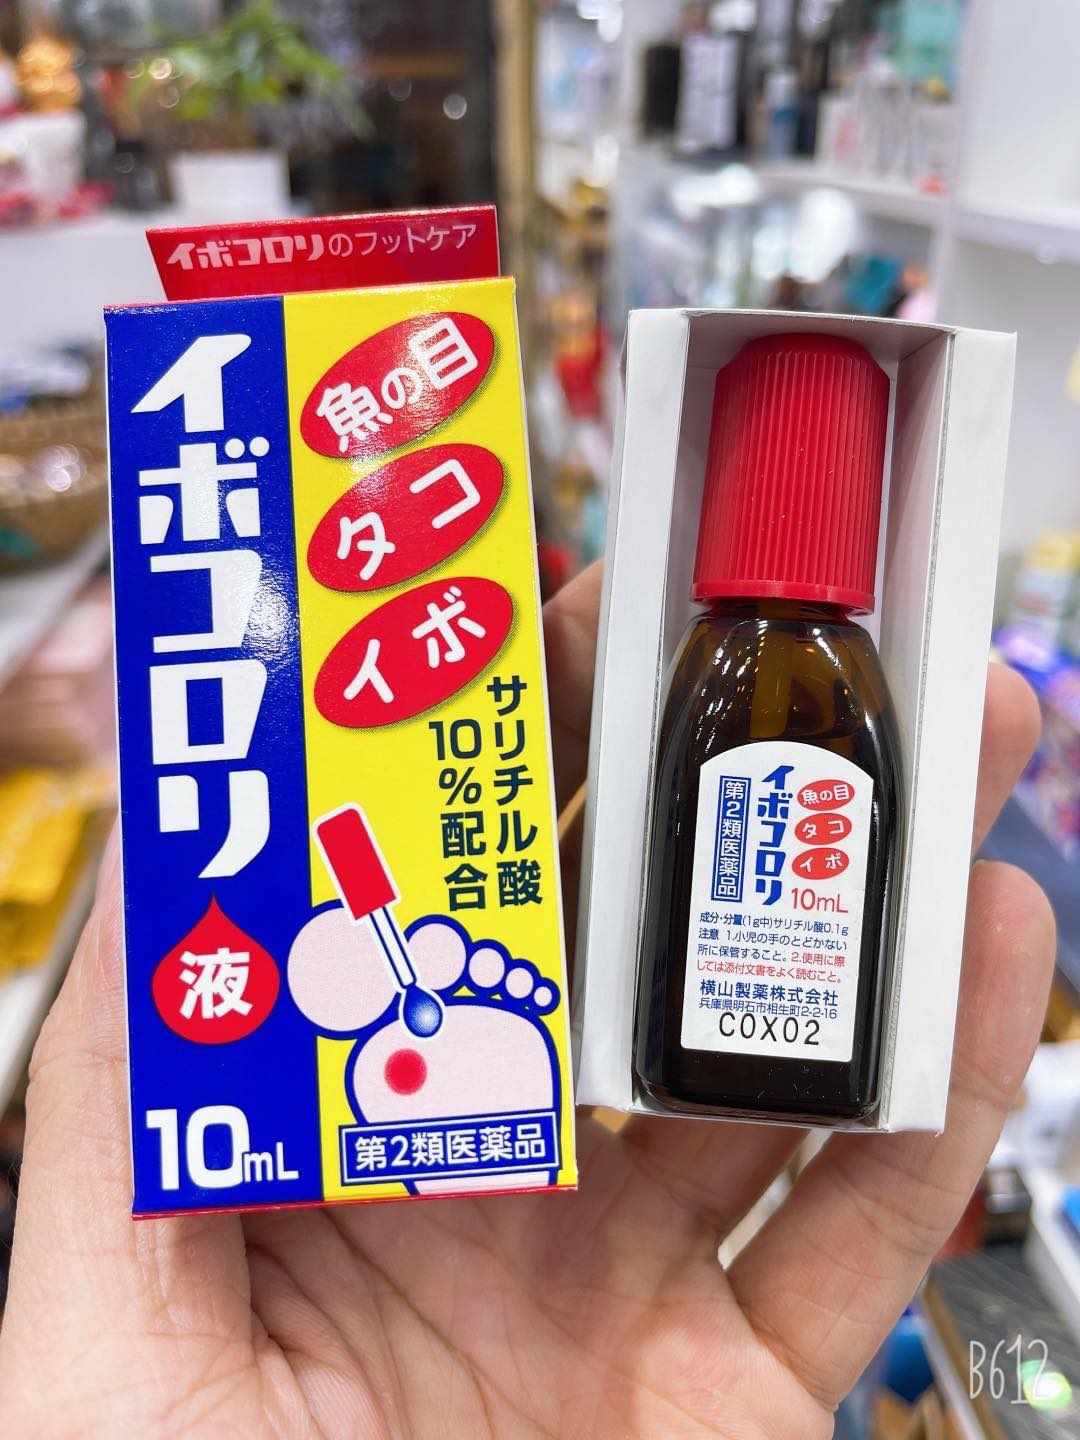 イボコロリのフットケア
イボコロリ
液
10mL
魚の目
タコ
イボ
サリチル酸
10%配合
第2類医薬品
第2類医薬品
イボコロリ
魚の目
タコ
イボ
10mL
成分・分量(1g中)サリチル酸0.1g
注意 1.小児の手のとどかない
所に保管すること。2.使用に際
しては添付文書をよく読むこと。
横山製薬株式会社
兵庫県明石市相生町2-2-16
COX02
B612